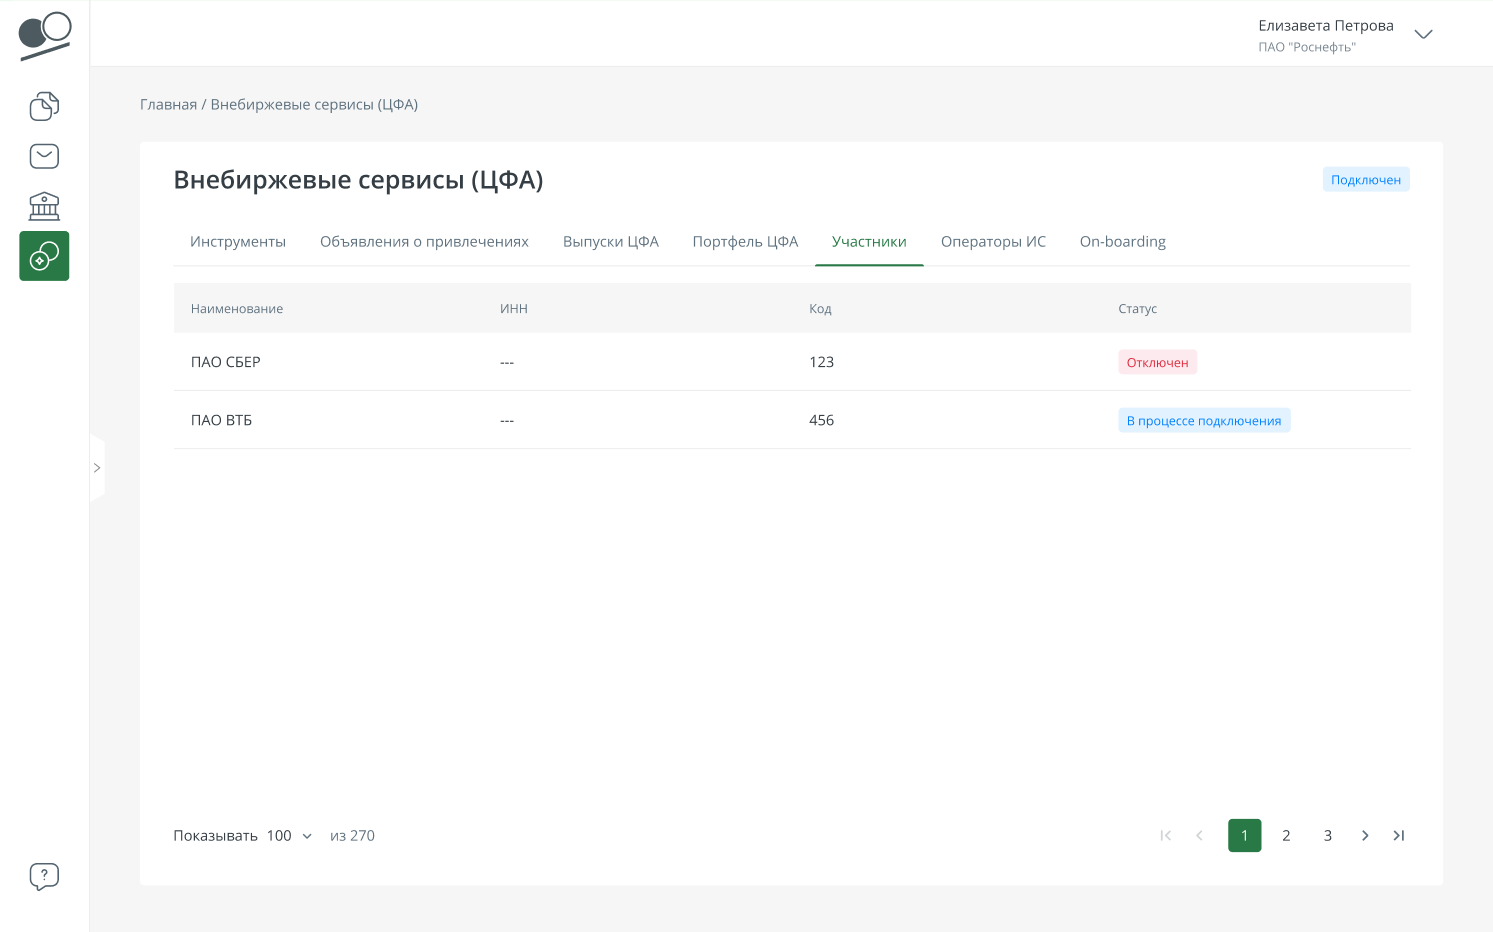 Елизавета Петрова
ПАО "Роснефть"
Главная / Внебиржевые сервисы (ЦФА)
Внебиржевые сервисы (ЦФА)
Подключен
Инструменты Объявления о привлечениях Выпуски ЦФА Портфель ЦФА Участники Операторы ИС On-boarding
Наименование ИНН Код Статус
ПАО СБЕР --- 123 Отключен
ПАО ВТБ --- 456 В процессе подключения
Показывать 100 из 270 1 2 3
?